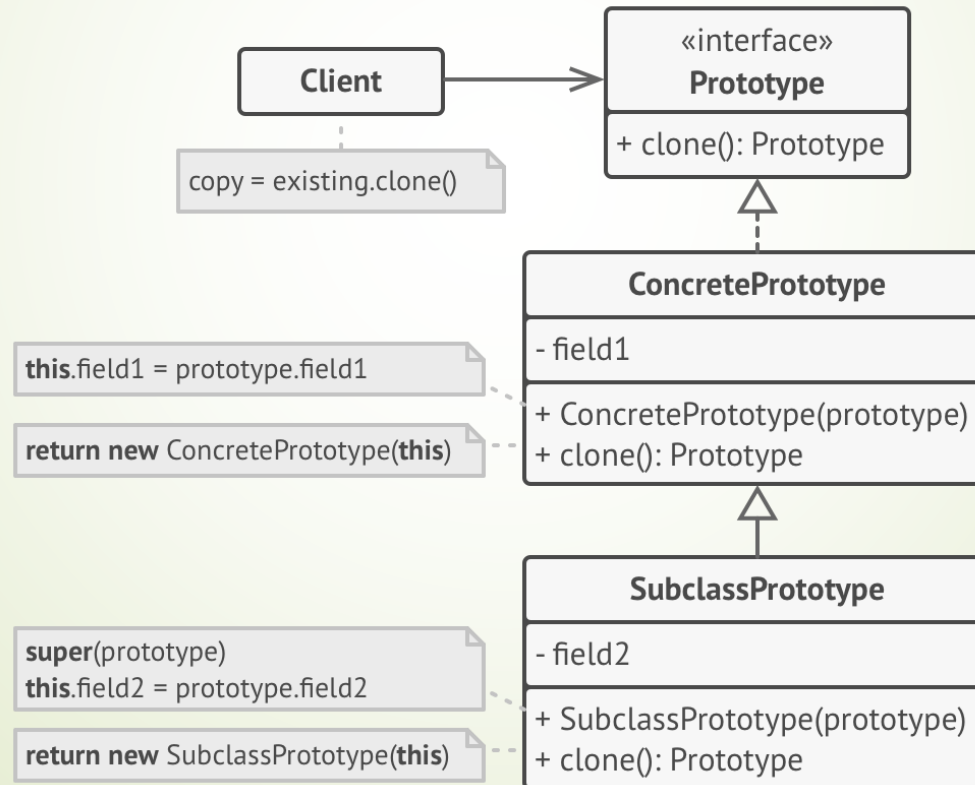 «interface»
Client
Prototype
+ clone(): Prototype
copy = existing.clone()
ConcretePrototype
- field1
this.field1 = prototype.field1
+ ConcretePrototype(prototype)
return new ConcretePrototype(this)
+ clone(): Prototype
SubclassPrototype
- field2
super(prototype)
this.field2 = prototype.field2
+ SubclassPrototype(prototype)
return new SubclassPrototype(this)
+ clone(): Prototype